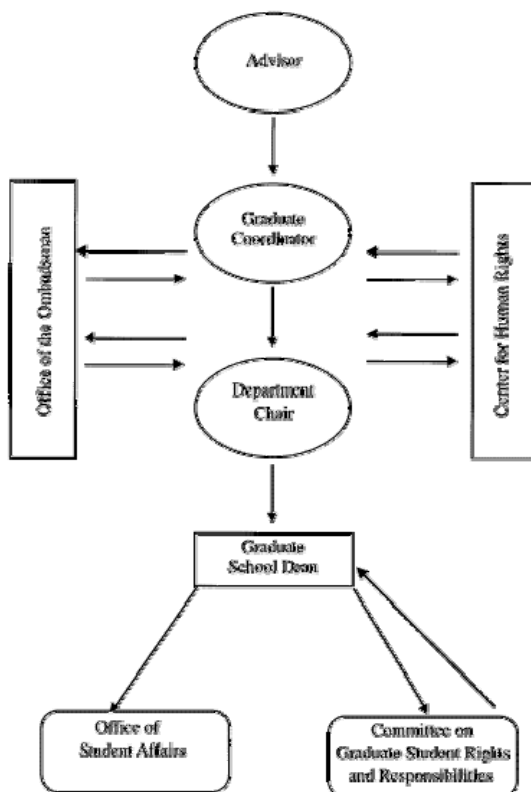 Advisor
Office of the Ombudsman
Graduate
Coordinator
Center for Human Rights
Department
Chair
Graduate
School Dean
Office of
Student Affairs
Committee on
Graduate Student Rights
and Responsibilities